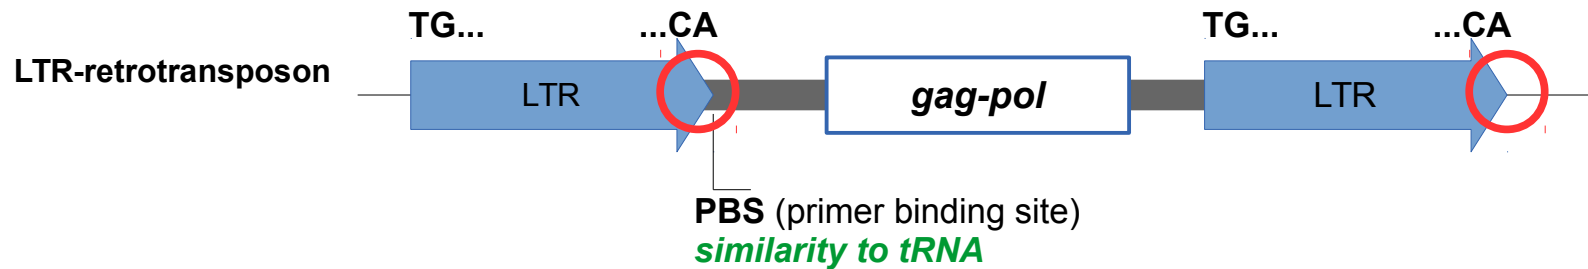 TG... ...CA TG... ...CA
LTR-retrotransposon LTR gag-pol LTR
PBS (primer binding site)
similarity to tRNA